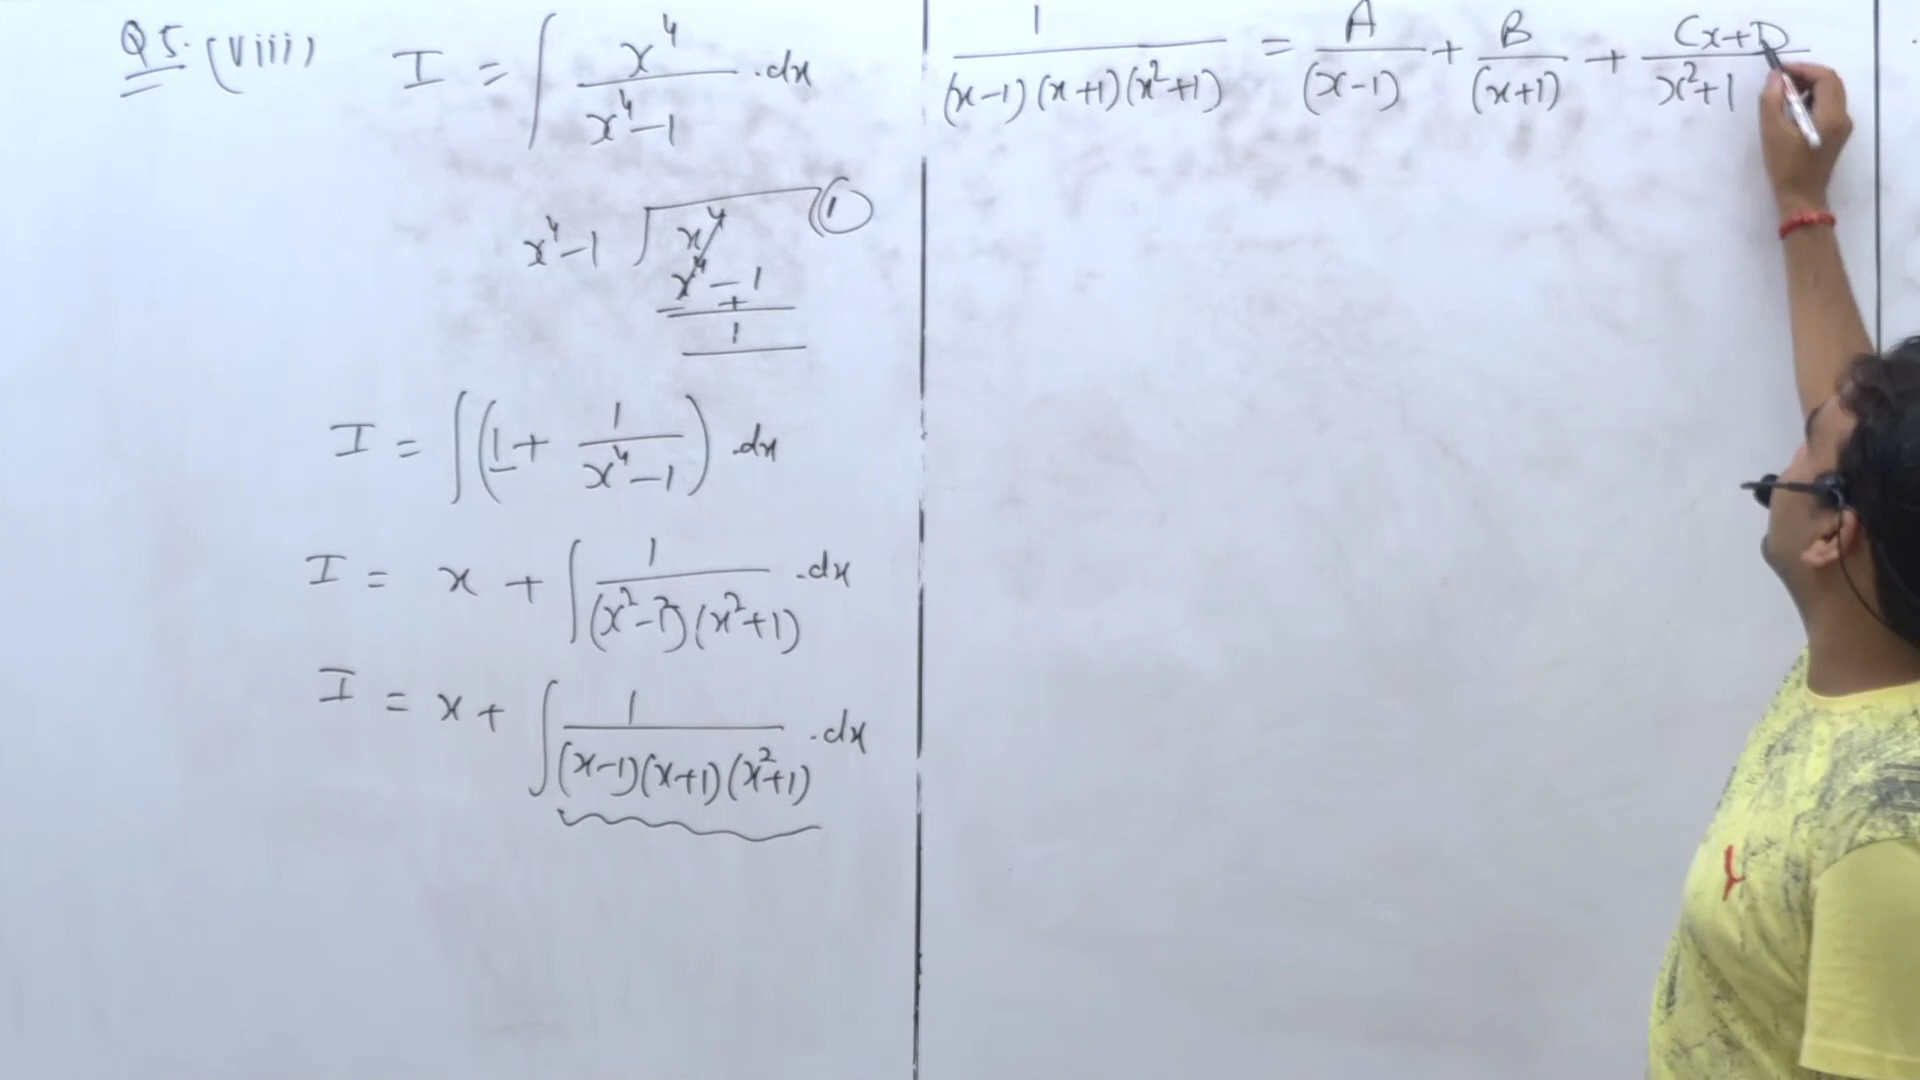 Q5. (viii) I = ∫ x⁴/(x⁴-1) .dx
x⁴-1 ) x⁴ ( 1
x⁴ - 1
- +
1
I = ∫(1 + 1/(x⁴-1)) .dx
I = x + ∫ 1/((x²-1²)(x²+1)) .dx
I = x + ∫ 1/((x-1)(x+1)(x²+1)) .dx
1/((x-1)(x+1)(x²+1)) = A/(x-1) + B/(x+1) + (Cx+D)/(x²+1)